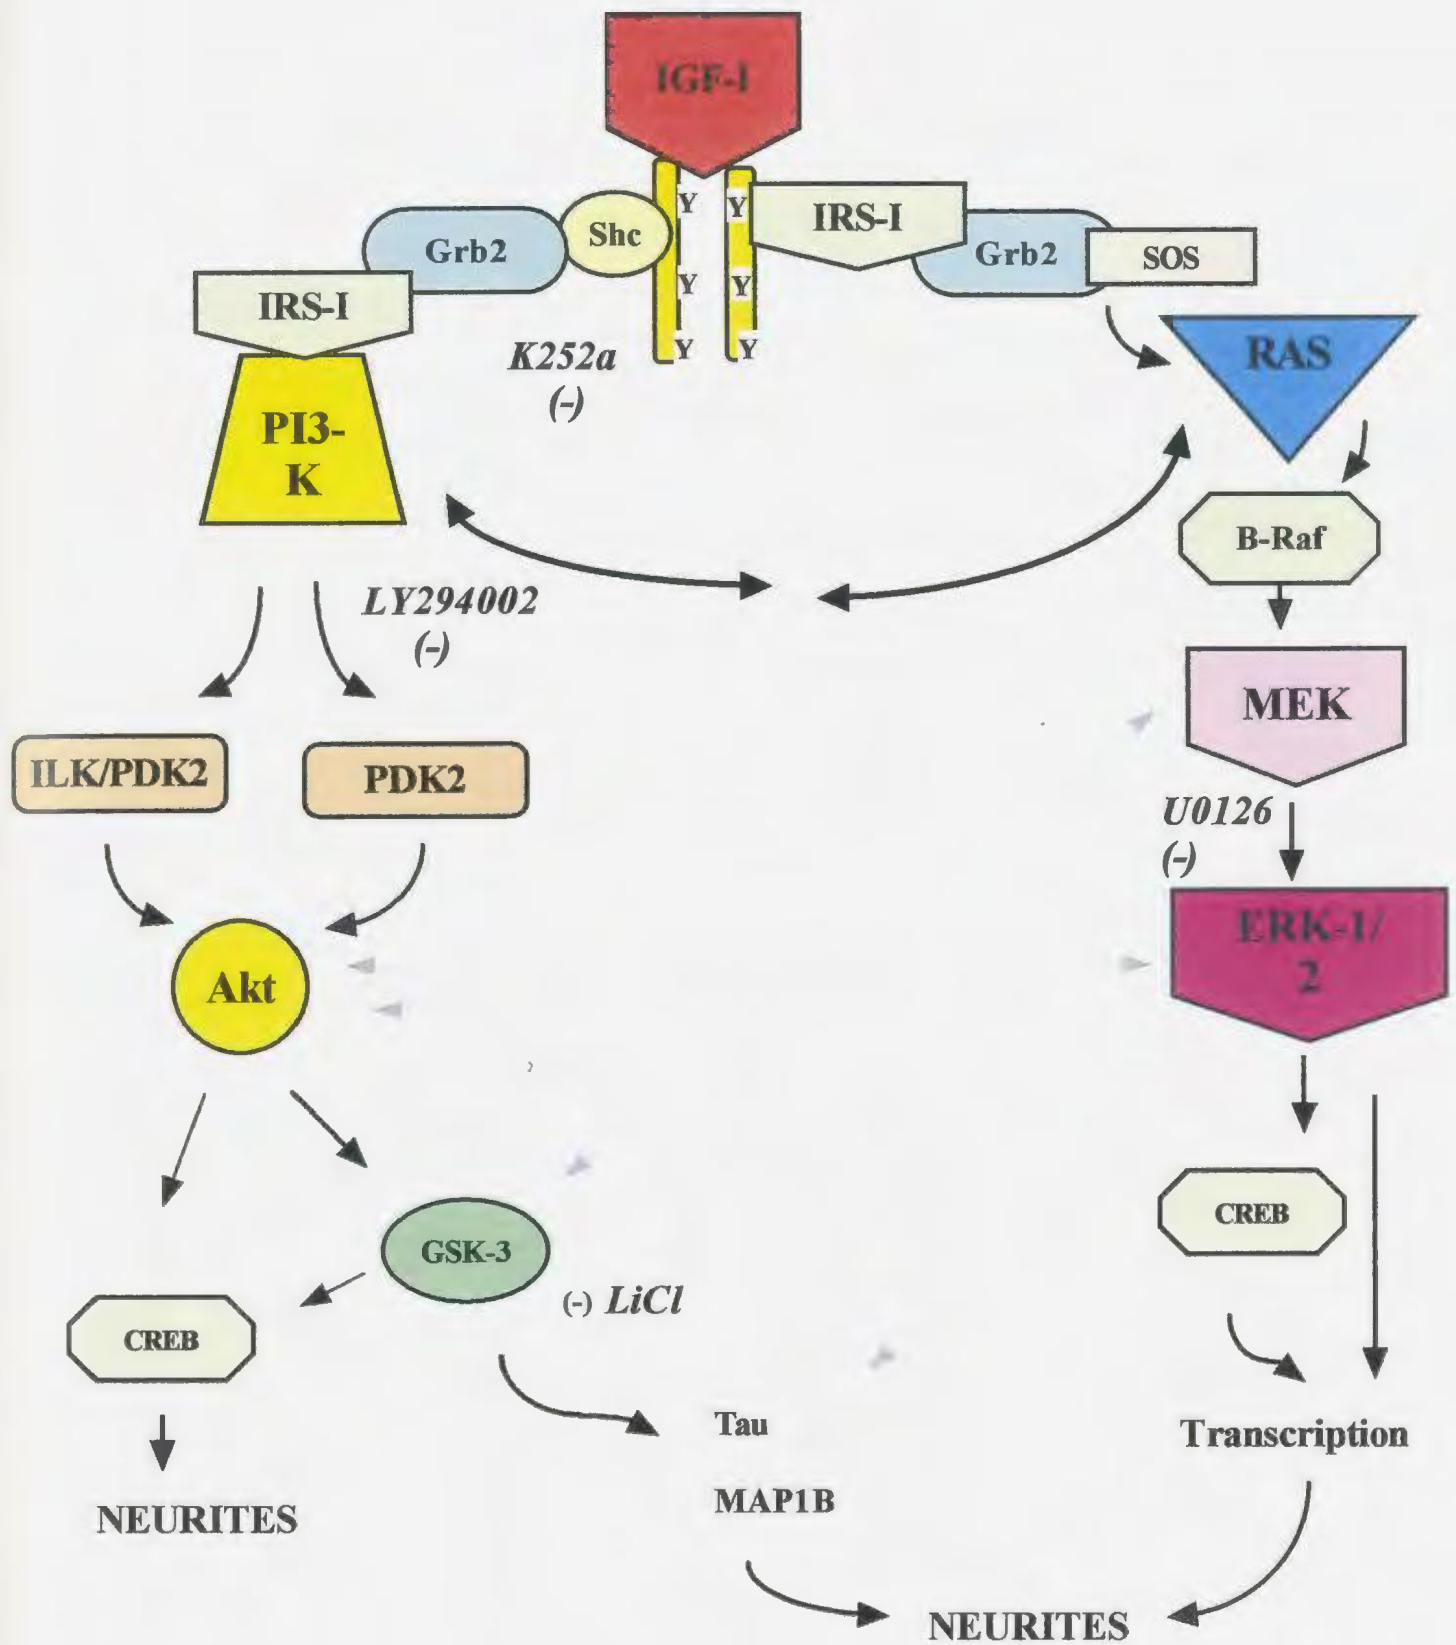 IGF-I
Y
Y
IRS-I
Shc
Grb2
Grb2
SOS
Y
Y
IRS-I
Y
Y
K252a
(-)
RAS
PI3-
K
B-Raf
LY294002
(-)
MEK
ILK/PDK2
PDK2
U0126
(-)
ERK-1/
2
Akt
CREB
GSK-3
(-) LiCl
CREB
Tau
Transcription
MAP1B
NEURITES
NEURITES